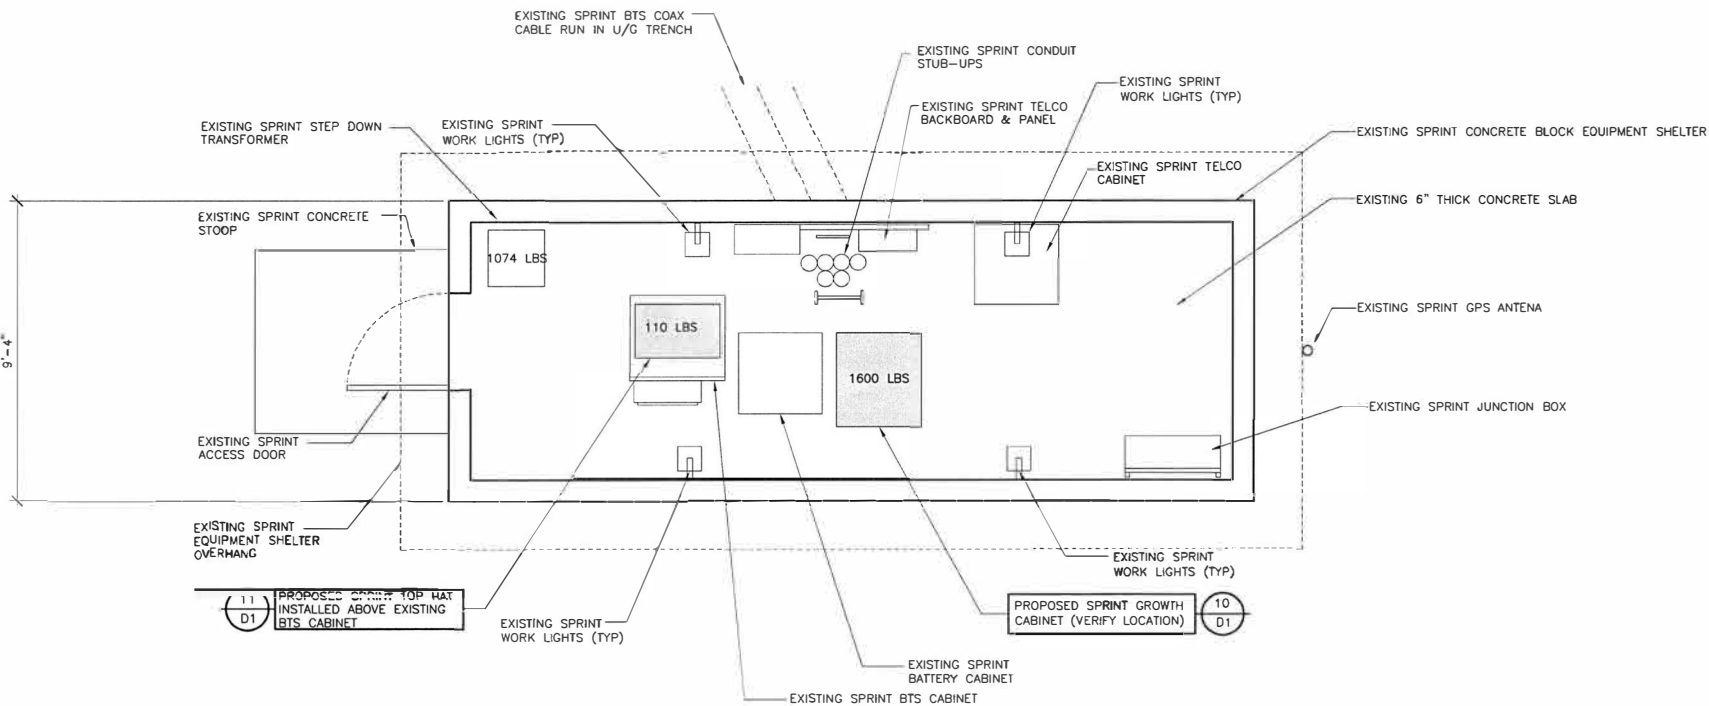 EXISTING SPRINT BTS COAX
CABLE RUN IN U/G TRENCH
EXISTING SPRINT CONDUIT
STUB-UPS
EXISTING SPRINT
WORK LIGHTS (TYP)
EXISTING SPRINT TELCO
BACKBOARD & PANEL
EXISTING SPRINT STEP DOWN
TRANSFORMER
EXISTING SPRINT
WORK LIGHTS (TYP)
EXISTING SPRINT CONCRETE BLOCK EQUIPMENT SHELTER
EXISTING SPRINT TELCO
CABINET
EXISTING 6" THICK CONCRETE SLAB
EXISTING SPRINT CONCRETE
STOOP
1074 LBS
EXISTING SPRINT GPS ANTENA
110 LBS
9'-4"
1600 LBS
EXISTING SPRINT JUNCTION BOX
EXISTING SPRINT
ACCESS DOOR
EXISTING SPRINT
EQUIPMENT SHELTER
OVERHANG
EXISTING SPRINT
WORK LIGHTS (TYP)
11
D1
PROPOSED SPRINT TOP HAT
INSTALLED ABOVE EXISTING
BTS CABINET
PROPOSED SPRINT GROWTH
CABINET (VERIFY LOCATION)
10
D1
EXISTING SPRINT
WORK LIGHTS (TYP)
EXISTING SPRINT
BATTERY CABINET
EXISTING SPRINT BTS CABINET